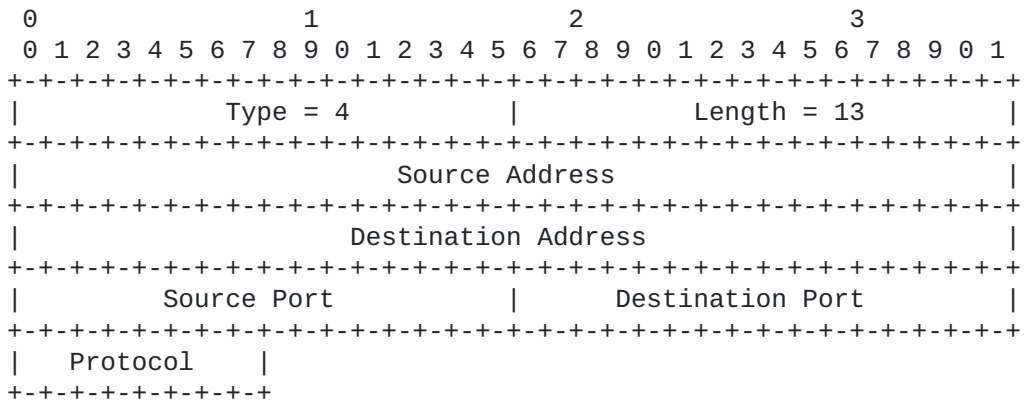 0                   1                   2                   3
 0 1 2 3 4 5 6 7 8 9 0 1 2 3 4 5 6 7 8 9 0 1 2 3 4 5 6 7 8 9 0 1
+-+-+-+-+-+-+-+-+-+-+-+-+-+-+-+-+-+-+-+-+-+-+-+-+-+-+-+-+-+-+-+-+
|             Type = 4          |           Length = 13         |
+-+-+-+-+-+-+-+-+-+-+-+-+-+-+-+-+-+-+-+-+-+-+-+-+-+-+-+-+-+-+-+-+
|                        Source Address                         |
+-+-+-+-+-+-+-+-+-+-+-+-+-+-+-+-+-+-+-+-+-+-+-+-+-+-+-+-+-+-+-+-+
|                     Destination Address                       |
+-+-+-+-+-+-+-+-+-+-+-+-+-+-+-+-+-+-+-+-+-+-+-+-+-+-+-+-+-+-+-+-+
|         Source Port           |      Destination Port         |
+-+-+-+-+-+-+-+-+-+-+-+-+-+-+-+-+-+-+-+-+-+-+-+-+-+-+-+-+-+-+-+-+
|   Protocol    |
+-+-+-+-+-+-+-+-+